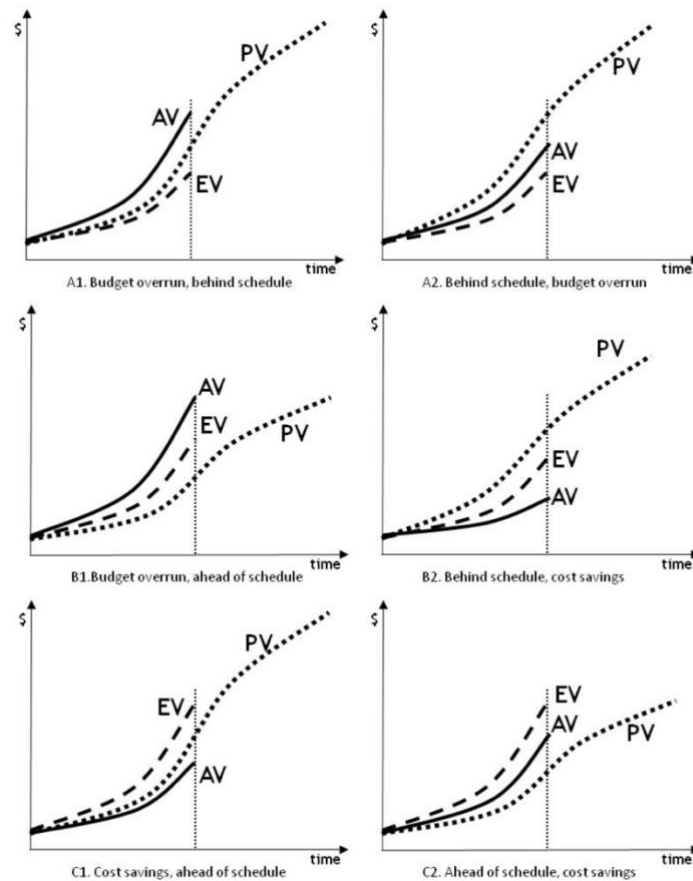 $
PV
AV
EV
time
A1. Budget overrun, behind schedule
$
PV
AV
EV
time
A2. Behind schedule, budget overrun
$
AV
EV
PV
time
B1.Budget overrun, ahead of schedule
$
PV
EV
AV
time
B2. Behind schedule, cost savings
$
PV
EV
AV
time
C1. Cost savings, ahead of schedule
$
EV
AV
PV
time
C2. Ahead of schedule, cost savings